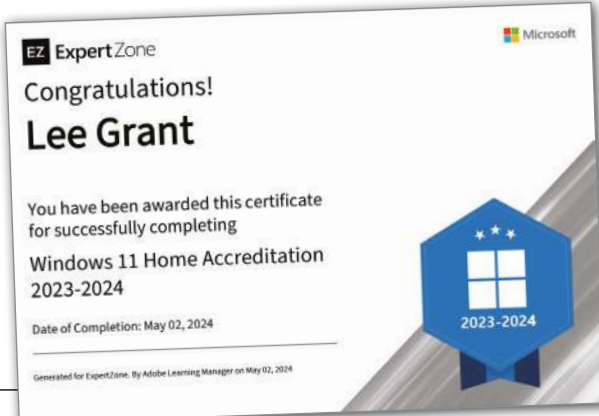 EZ ExpertZone
Microsoft
Congratulations!
Lee Grant
You have been awarded this certificate
for successfully completing
Windows 11 Home Accreditation
2023-2024
Date of Completion: May 02, 2024
Generated for ExpertZone. By Adobe Learning Manager on May 02, 2024
2023-2024